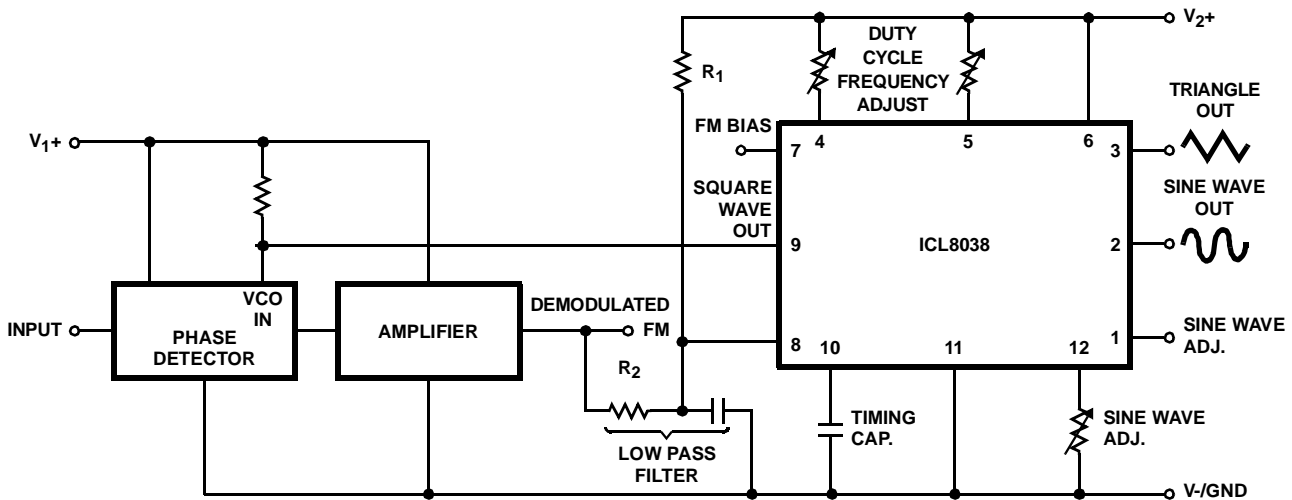 V2+
DUTY
CYCLE
FREQUENCY
ADJUST
R1
TRIANGLE
OUT
V1+
FM BIAS
7
4
5
6
3
SQUARE
WAVE
OUT
SINE WAVE
OUT
9
ICL8038
2
VCO
IN
INPUT
PHASE
DETECTOR
AMPLIFIER
DEMODULATED
FM
8
10
11
12
1
SINE WAVE
ADJ.
R2
LOW PASS
FILTER
TIMING
CAP.
SINE WAVE
ADJ.
V-/GND